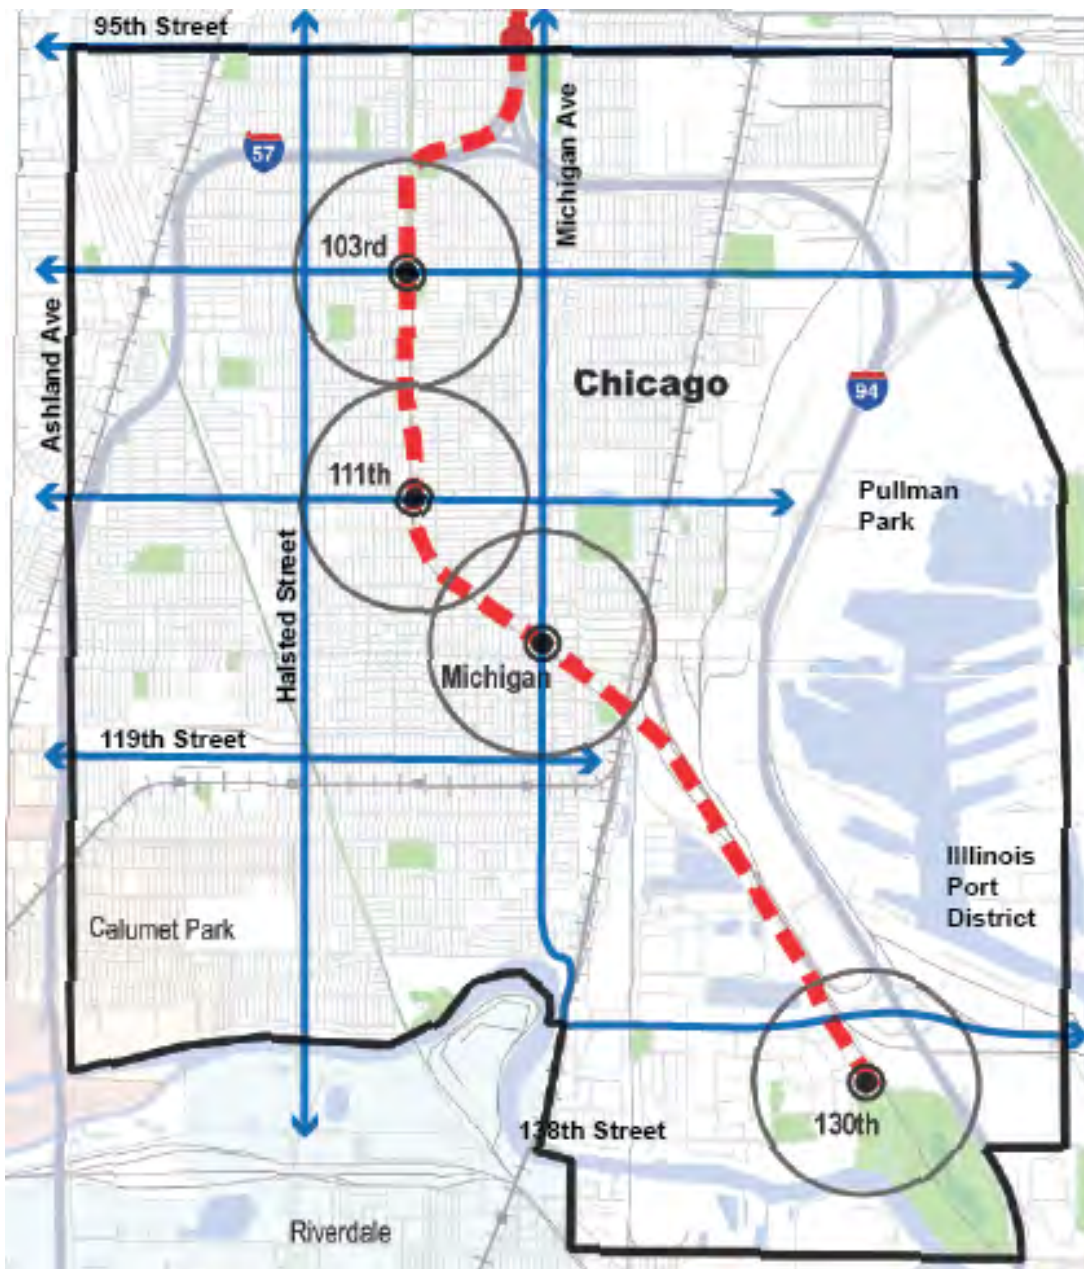 95th Street
Michigan Ave
57
103rd
Ashland Ave
Chicago
94
111th
Pullman
Park
Halsted Street
Michigan
119th Street
Illlinois
Port
District
Calumet Park
130th
138th Street
Riverdale